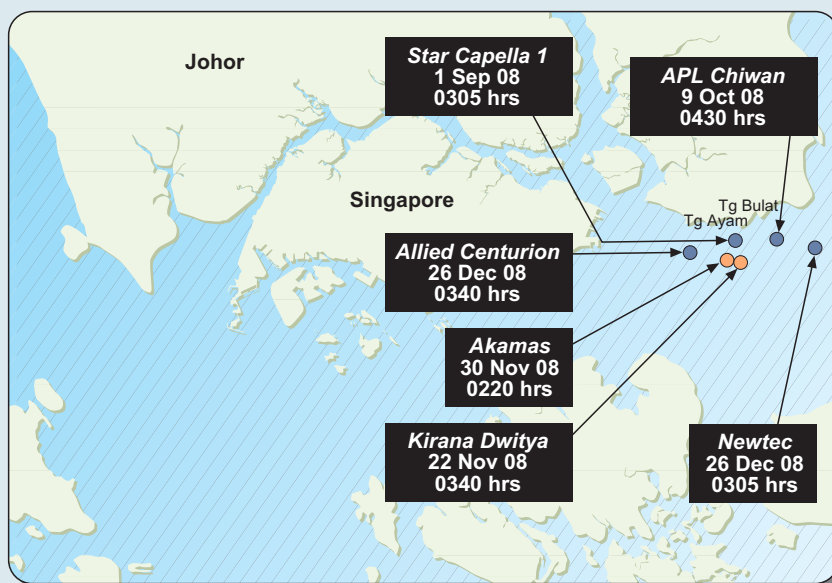 Johor
Star Capella 1
1 Sep 08
0305 hrs
APL Chiwan
9 Oct 08
0430 hrs
Singapore
Tg Bulat
Tg Ayam
Allied Centurion
26 Dec 08
0340 hrs
Akamas
30 Nov 08
0220 hrs
Kirana Dwitya
22 Nov 08
0340 hrs
Newtec
26 Dec 08
0305 hrs